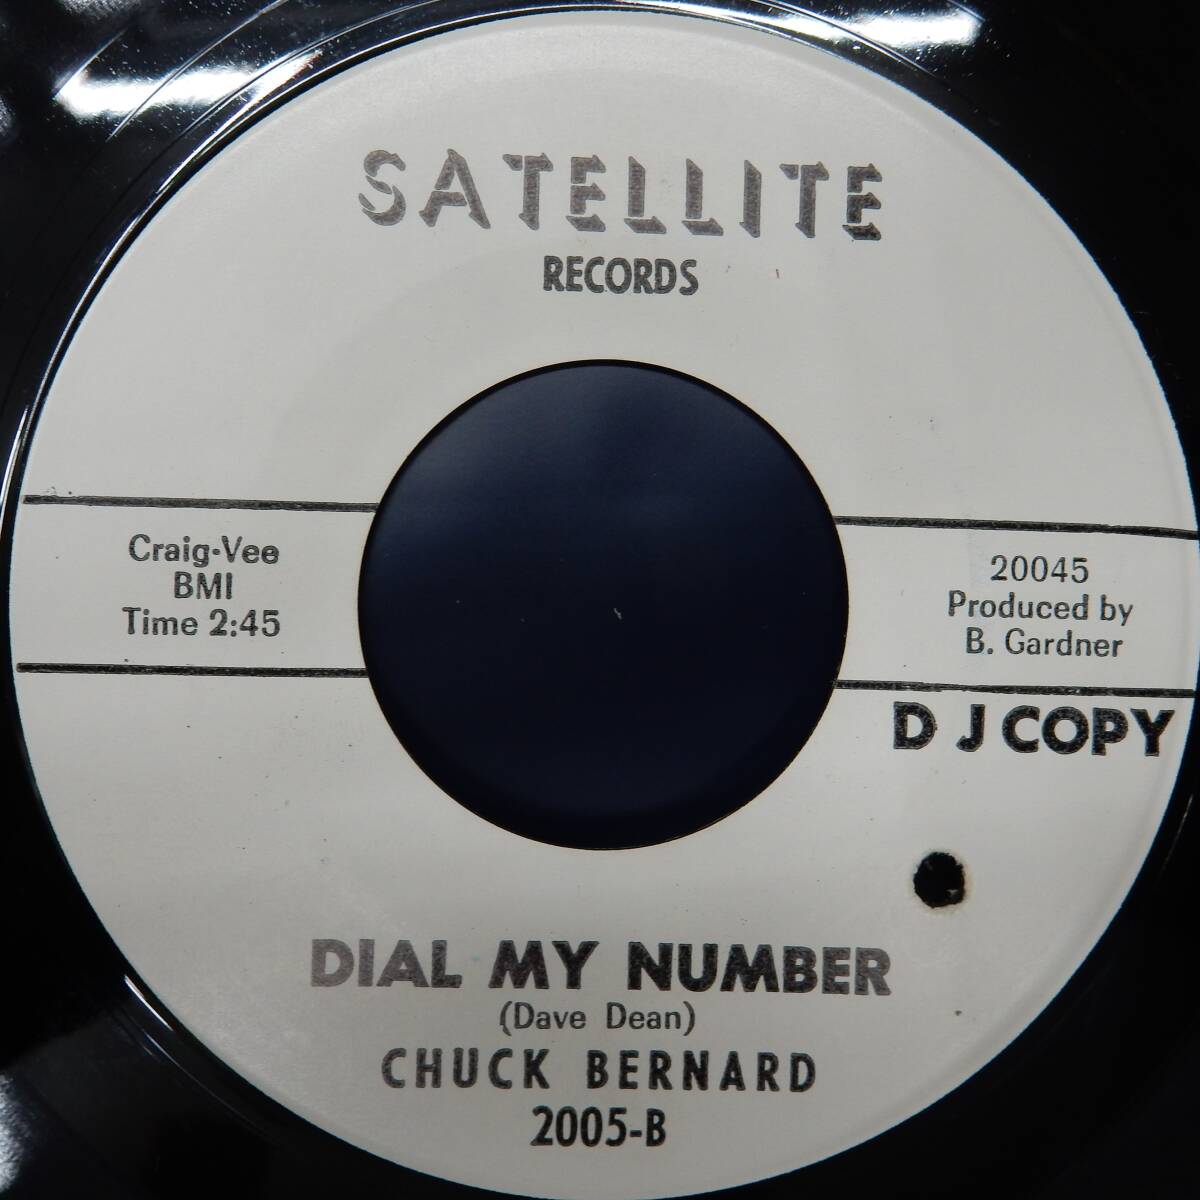 SATELLITE
RECORDS
Craig-Vee
BMI
Time 2:45
20045
Produced by
B. Gardner
D J COPY
DIAL MY NUMBER
(Dave Dean)
CHUCK BERNARD
2005-B